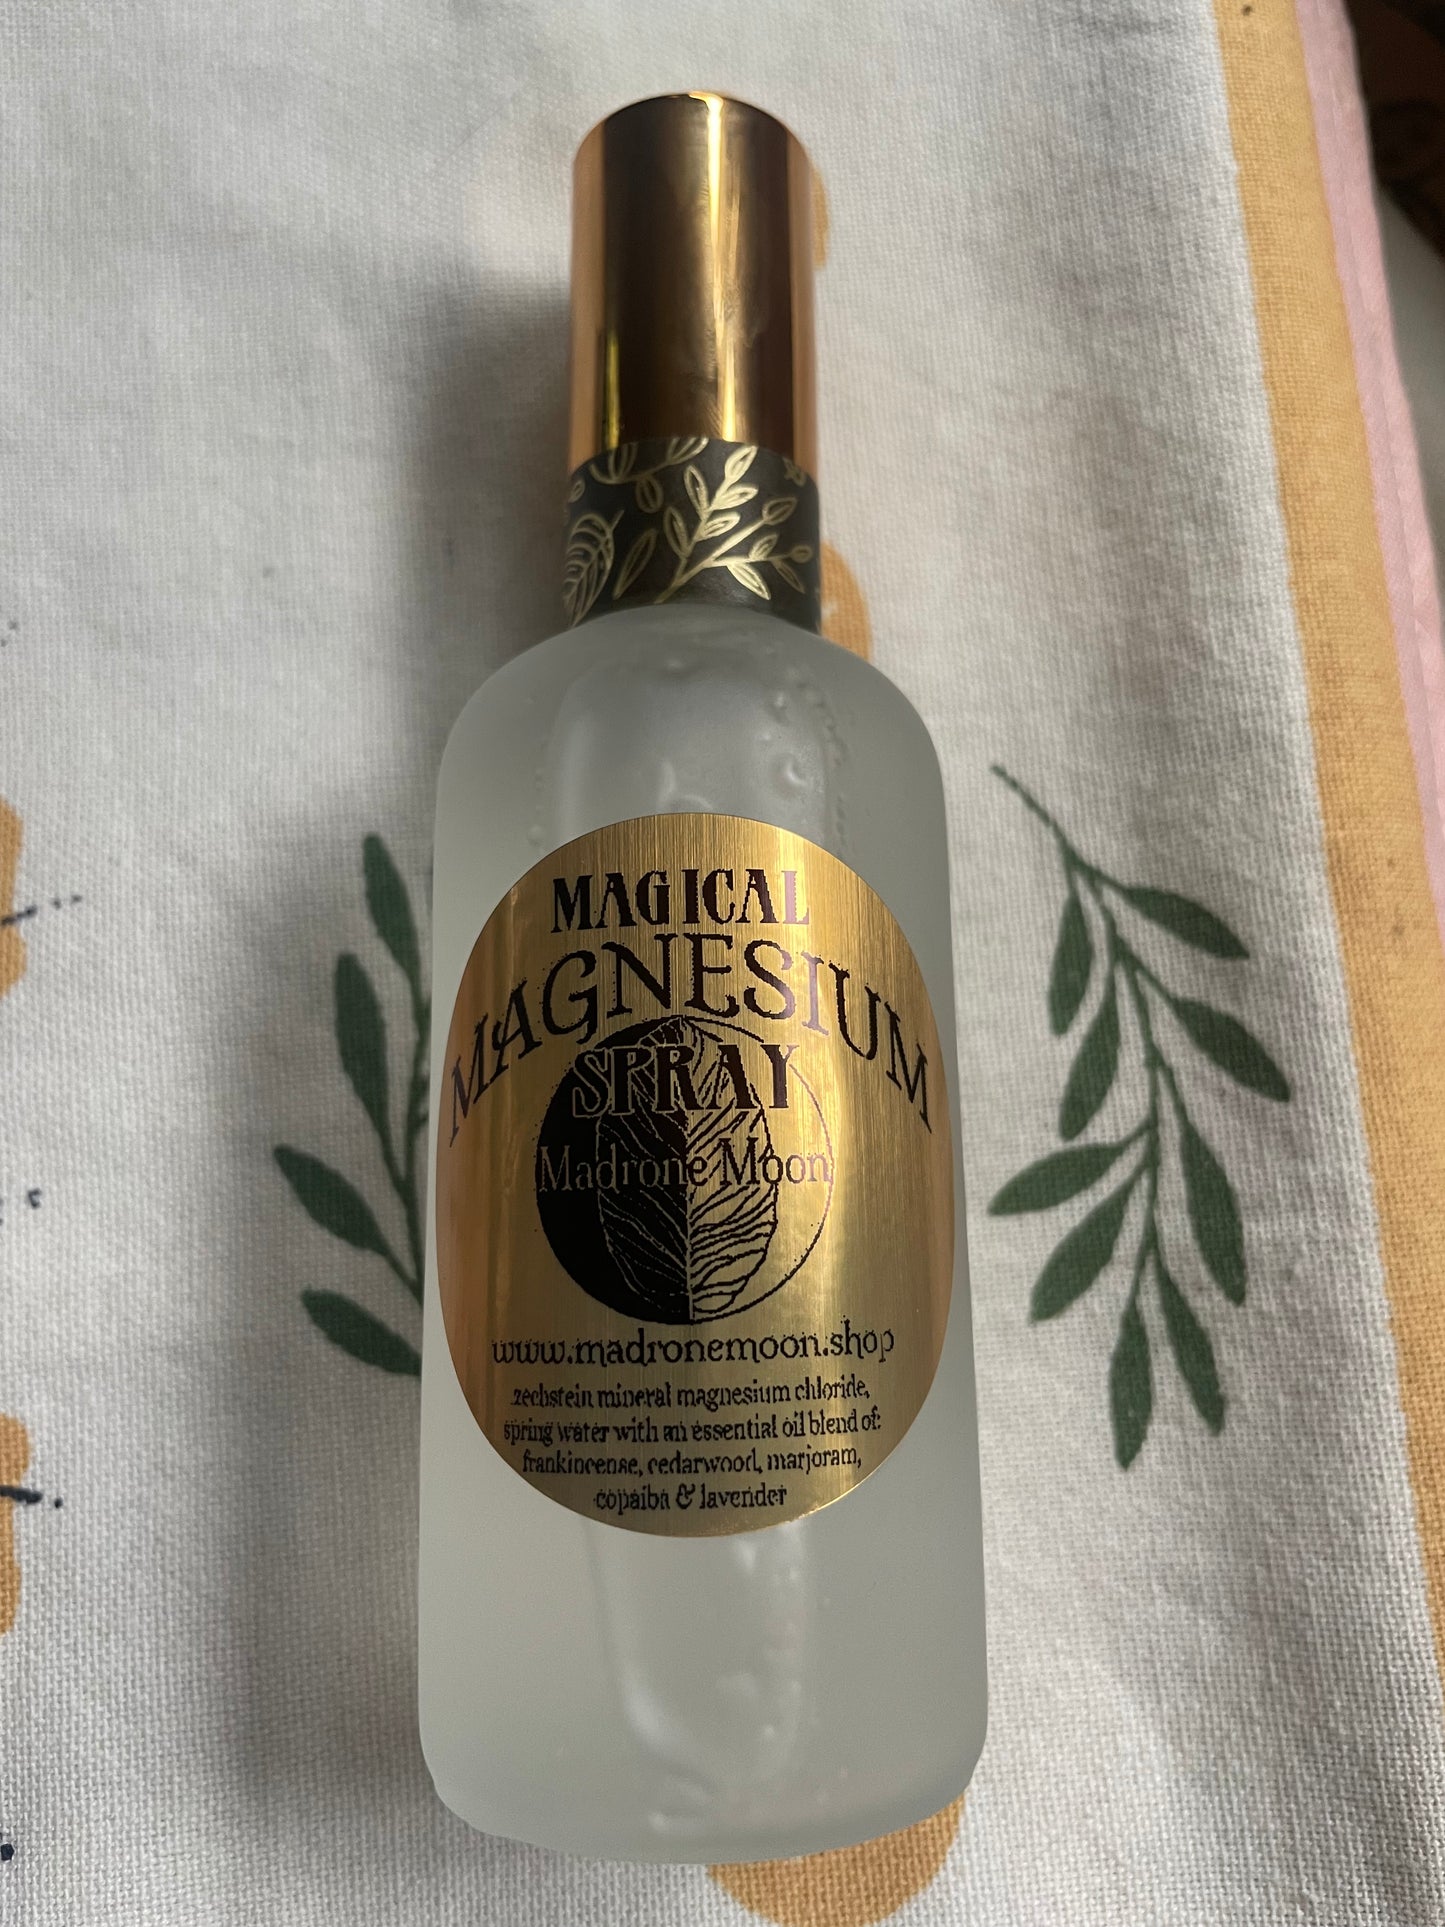 MAGICAL
MAGNESIUM
SPRAY
Madrone Moon
www.madronemoon.shop
zechstein mineral magnesium chloride,
spring water with an essential oil blend of:
frankincense, cedarwood, marjoram,
copaiba & lavender